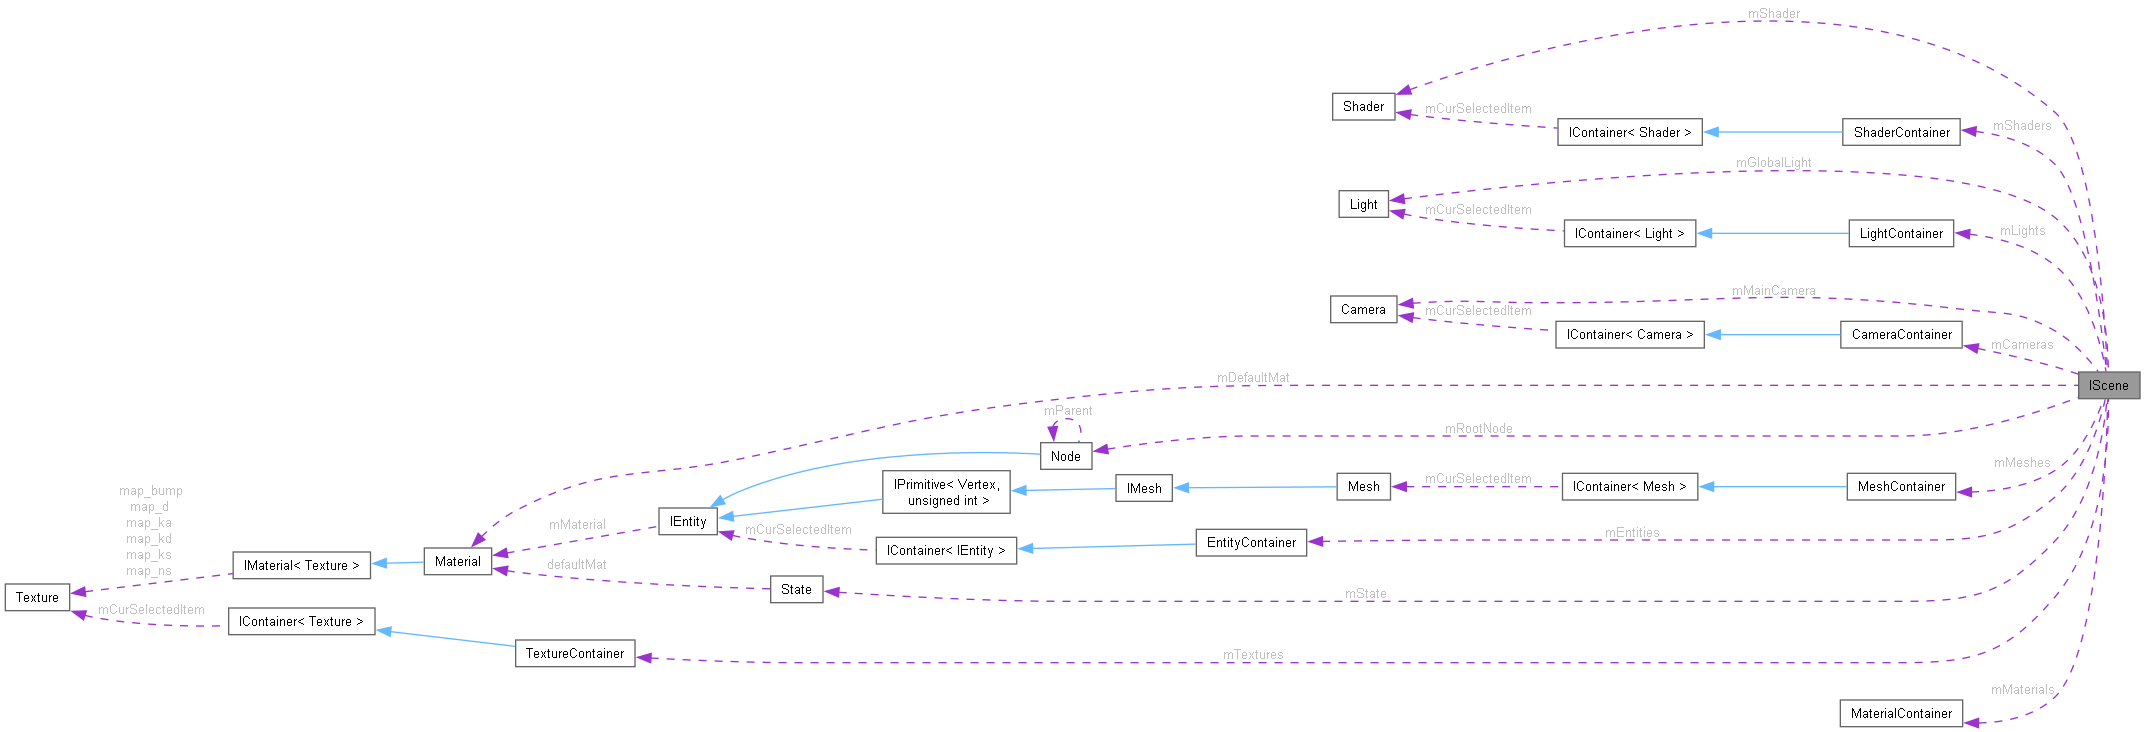 mShader
Shader
mCurSelectedItem
IContainer< Shader >
ShaderContainer
mShaders
mGlobalLight
Light
mCurSelectedItem
IContainer< Light >
LightContainer
mLights
mMainCamera
Camera
mCurSelectedItem
IContainer< Camera >
CameraContainer
mCameras
mDefaultMat
IScene
mParent
Node
mRootNode
IPrimitive< Vertex,
unsigned int >
IMesh
Mesh
mCurSelectedItem
IContainer< Mesh >
MeshContainer
mMeshes
map_bump
map_d
map_ka
map_kd
map_ks
map_ns
mMaterial
IEntity
mCurSelectedItem
IContainer< IEntity >
EntityContainer
mEntities
IMaterial< Texture >
Material
defaultMat
State
mState
Texture
mCurSelectedItem
IContainer< Texture >
TextureContainer
mTextures
mMaterials
MaterialContainer